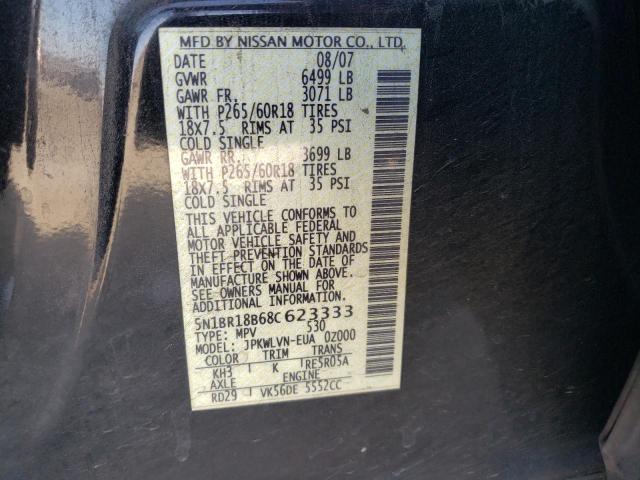 MFD BY NISSAN MOTOR CO., LTD.
DATE 08/07
GVWR 6499 LB
GAWR FR. 3071 LB
WITH P265/60R18 TIRES
18X7.5 RIMS AT 35 PSI
COLD SINGLE
GAWR RR. 3699 LB
WITH P265/60R18 TIRES
18X7.5 RIMS AT 35 PSI
COLD SINGLE
THIS VEHICLE CONFORMS TO
ALL APPLICABLE FEDERAL
MOTOR VEHICLE SAFETY AND
THEFT PREVENTION STANDARDS
IN EFFECT ON THE DATE OF
MANUFACTURE SHOWN ABOVE.
SEE OWNERS MANUAL FOR
ADDITIONAL INFORMATION.
5N1BR18B68C623333
TYPE: MPV 530
MODEL: JPKWLVN-EUA 0Z000
COLOR TRIM TRANS
KH3 K RE5R05A
AXLE ENGINE
RD29 VK56DE 5552CC